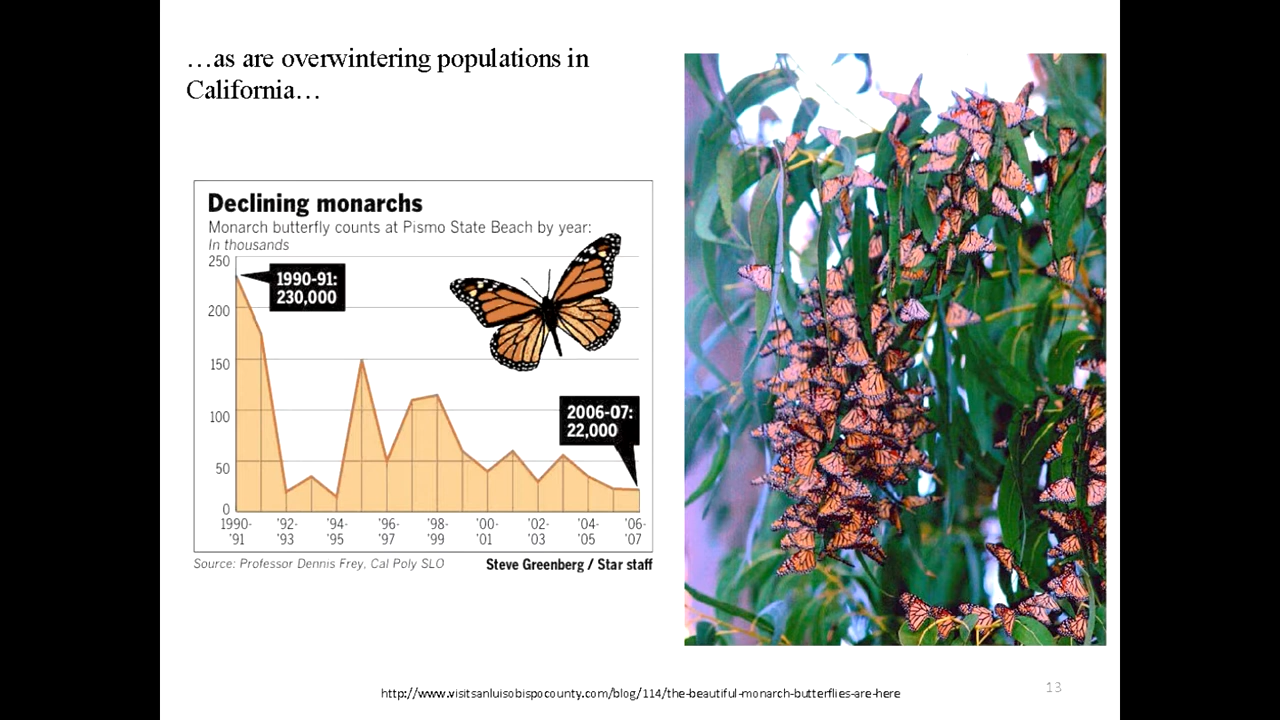 …as are overwintering populations in
California…
Declining monarchs
Monarch butterfly counts at Pismo State Beach by year:
In thousands
250
1990-91:
230,000
200
150
100
2006-07:
22,000
50
0
1990- '92- '94- '96- '98- '00- '02- '04- '06-
'91 '93 '95 '97 '99 '01 '03 '05 '07
Source: Professor Dennis Frey, Cal Poly SLO Steve Greenberg / Star staff
http://www.visitsanluisobispocounty.com/blog/114/the-beautiful-monarch-butterflies-are-here
13